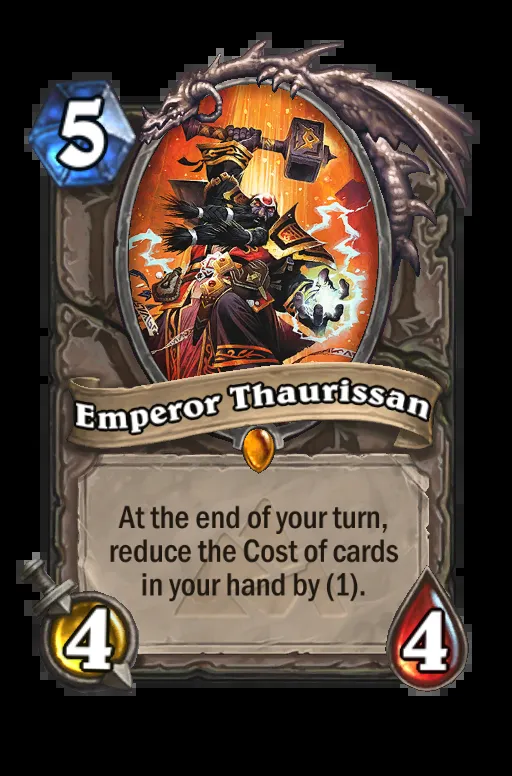 5
Emperor Thaurissan
At the end of your turn,
reduce the Cost of cards
in your hand by (1).
4
4